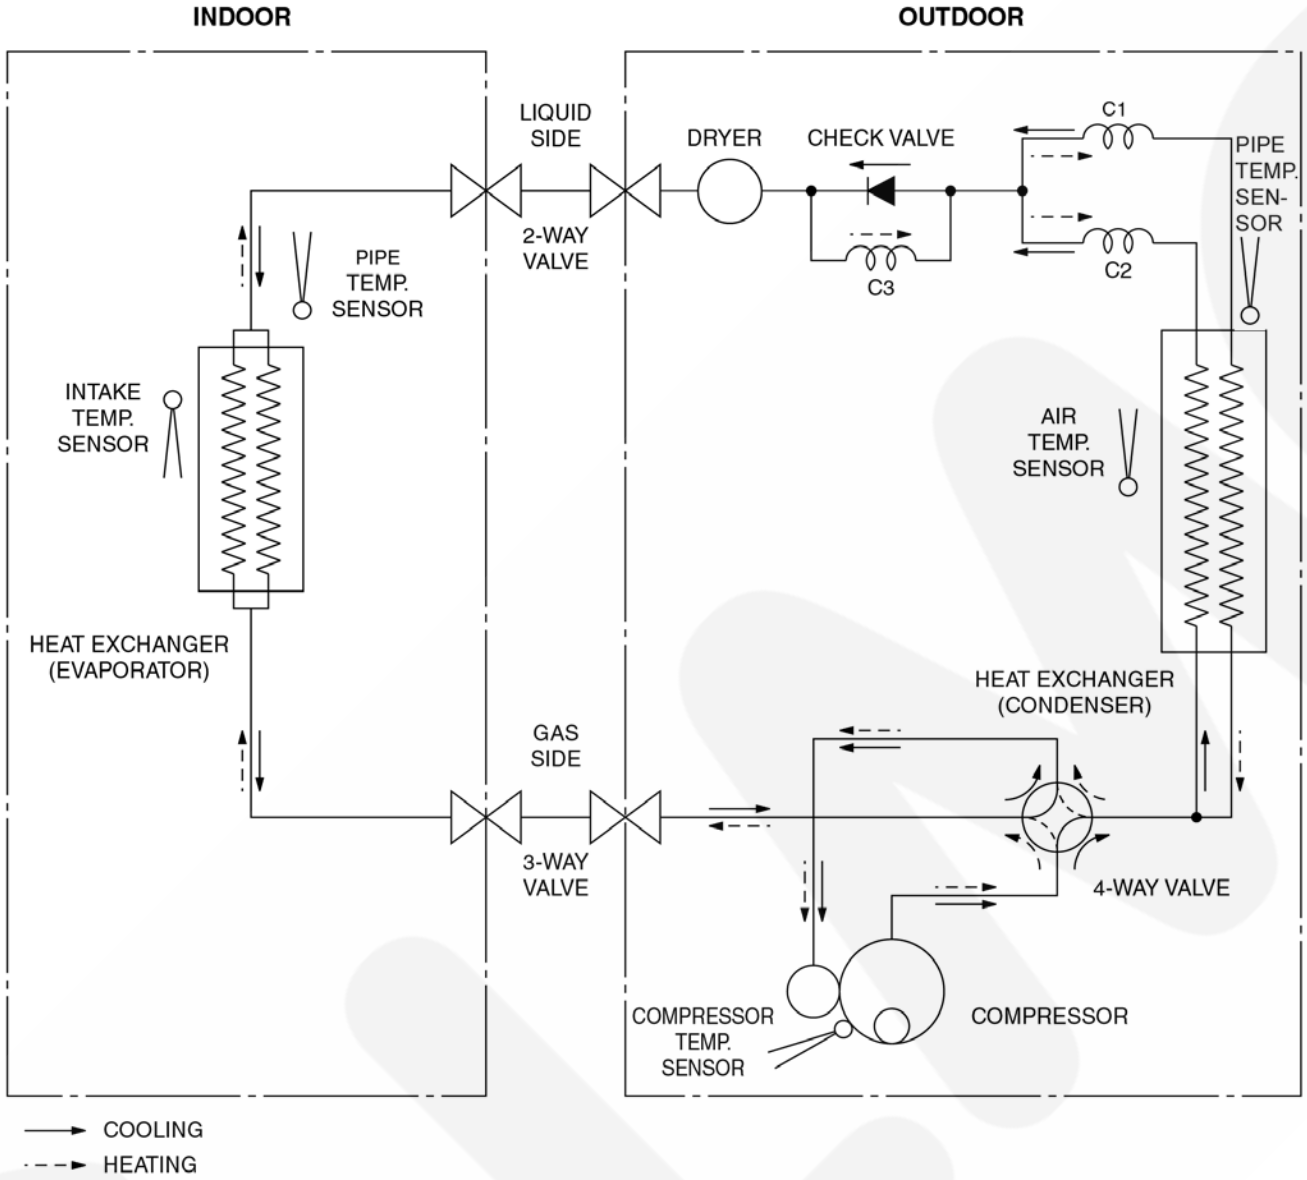 INDOOR
OUTDOOR
LIQUID
SIDE
DRYER
CHECK VALVE
C1
PIPE
TEMP.
SEN-
SOR
2-WAY
VALVE
C3
C2
PIPE
TEMP.
SENSOR
INTAKE
TEMP.
SENSOR
AIR
TEMP.
SENSOR
HEAT EXCHANGER
(EVAPORATOR)
HEAT EXCHANGER
(CONDENSER)
GAS
SIDE
3-WAY
VALVE
4-WAY VALVE
COMPRESSOR
TEMP.
SENSOR
COMPRESSOR
COOLING
HEATING